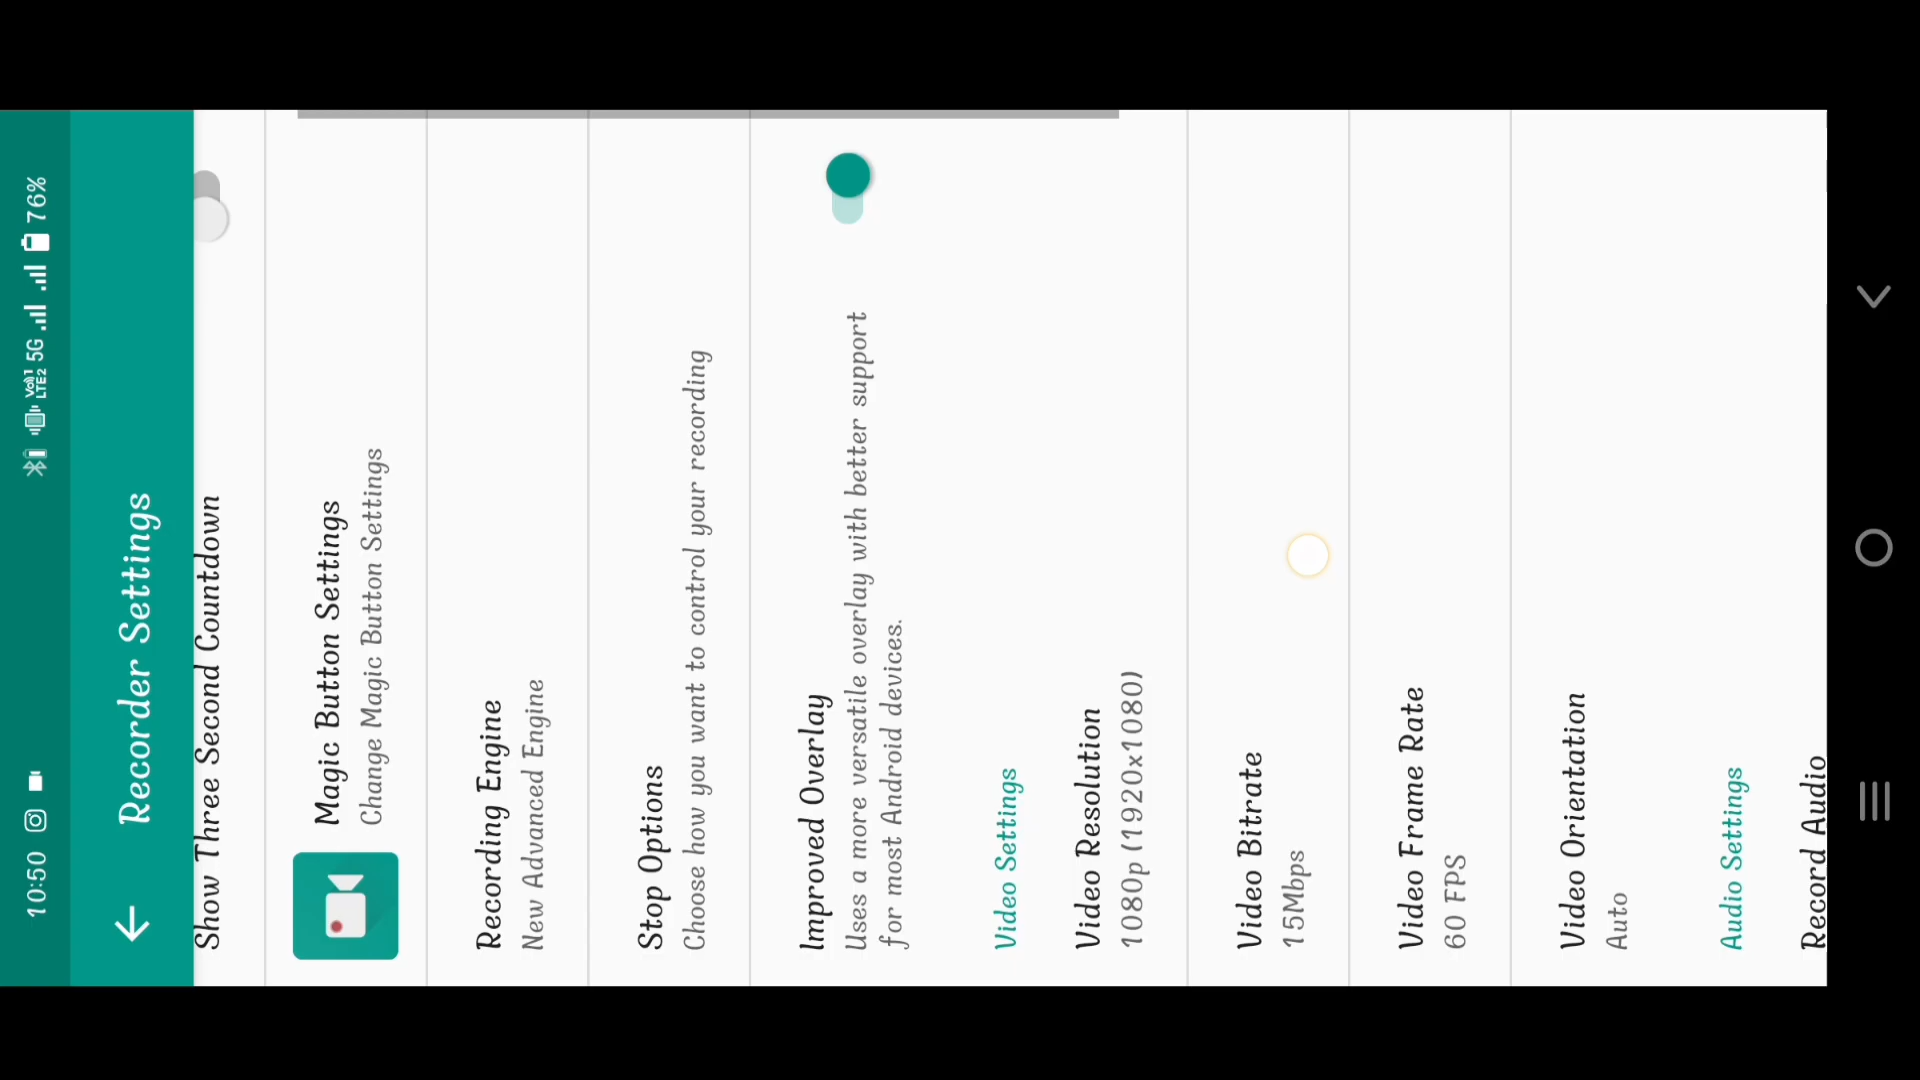 10:50
Vo)) 5G
LTE2
76%
Recorder Settings
Show Three Second Countdown
Magic Button Settings
Change Magic Button Settings
Recording Engine
New Advanced Engine
Stop Options
Choose how you want to control your recording
Improved Overlay
Uses a more versatile overlay with better support
for most Android devices.
Video Settings
Video Resolution
1080p (1920x1080)
Video Bitrate
15Mbps
Video Frame Rate
60 FPS
Video Orientation
Auto
Audio Settings
Record Audio